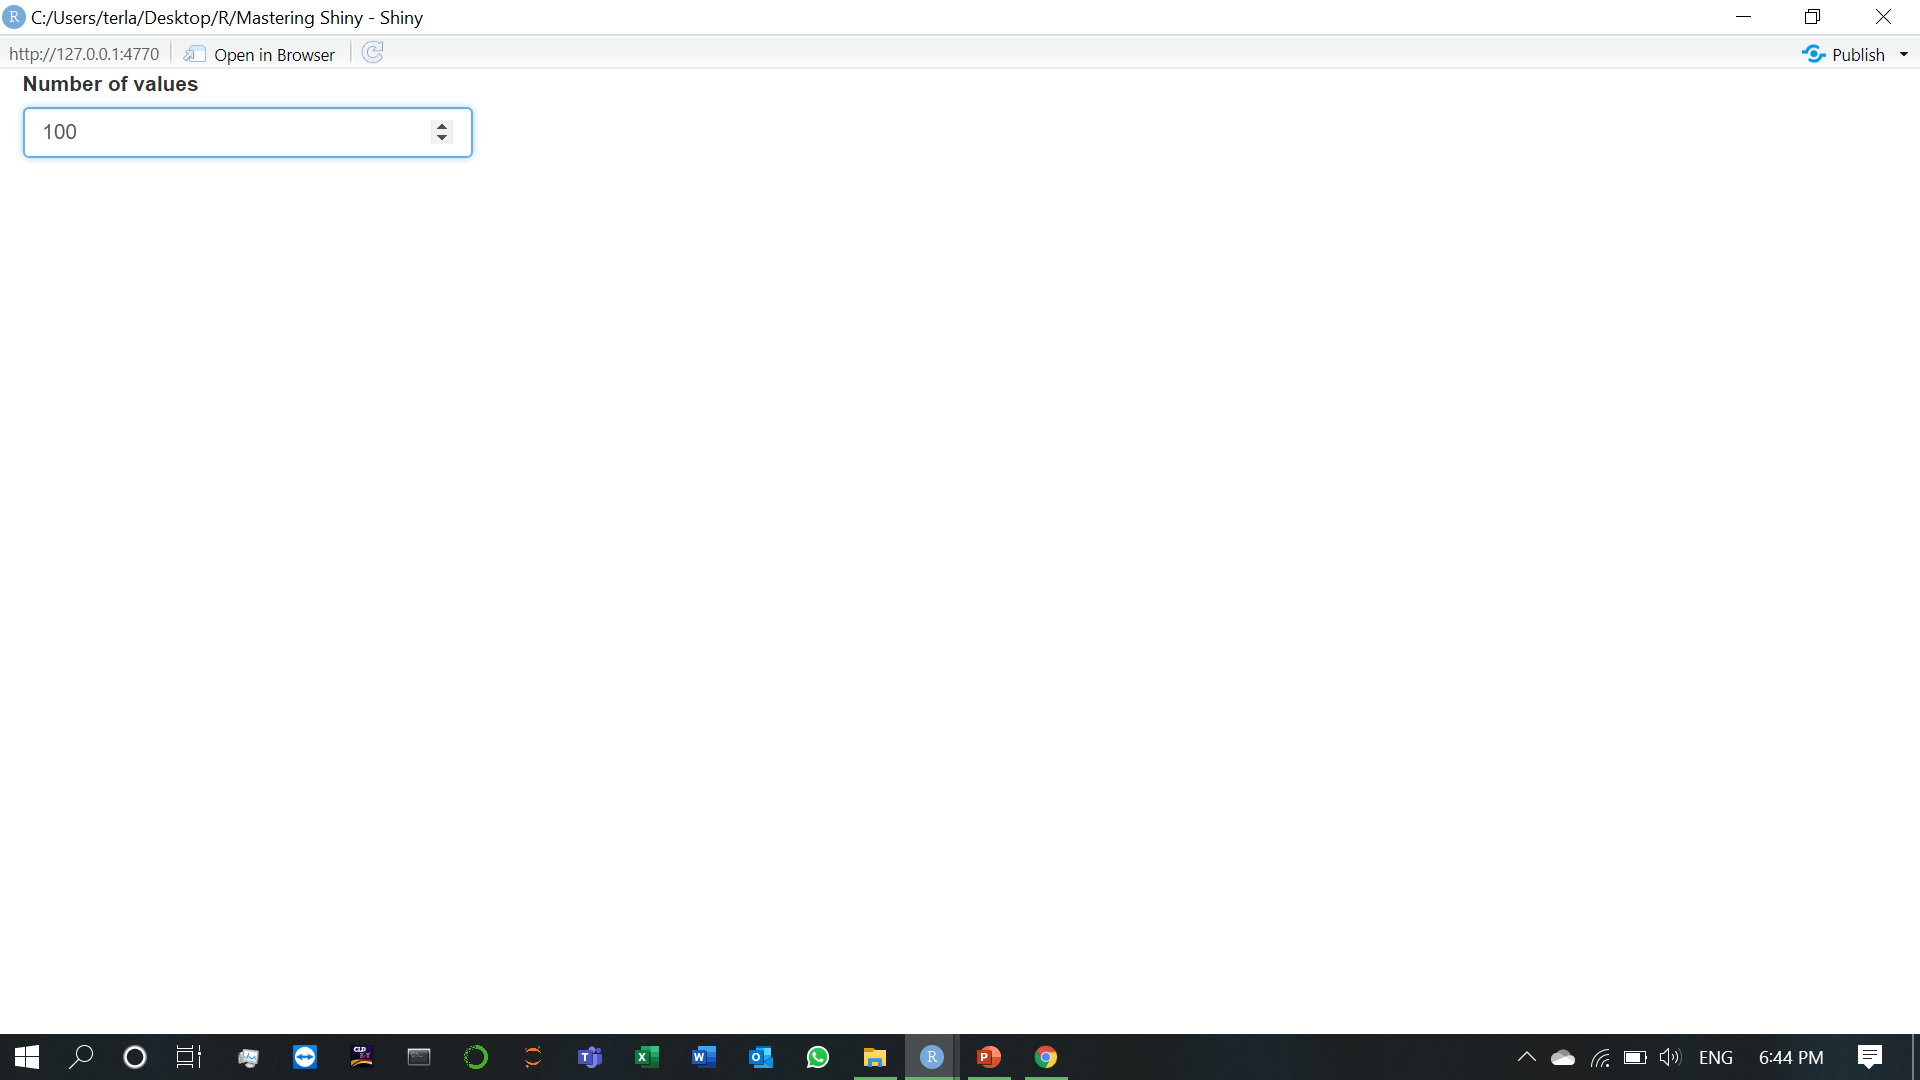 R C:/Users/terla/Desktop/R/Mastering Shiny - Shiny
http://127.0.0.1:4770 Open in Browser Publish
Number of values
100
CLD
E-T
T X W O R P
ENG 6:44 PM